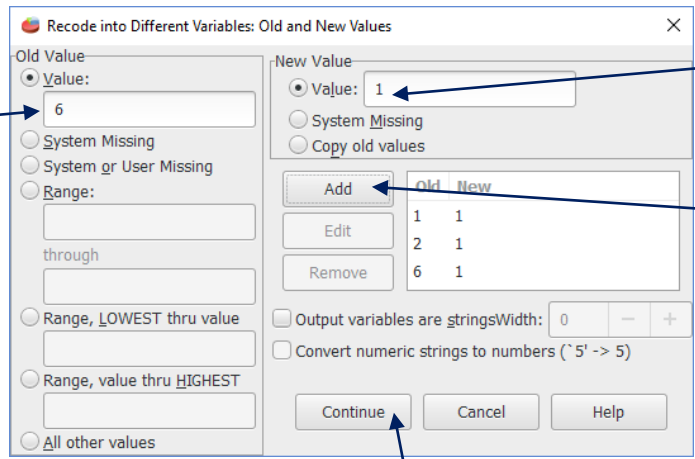 Recode into Different Variables: Old and New Values
Old Value
Value:
6
System Missing
System or User Missing
Range:
through
Range, LOWEST thru value
Range, value thru HIGHEST
All other values
New Value
Value: 1
System Missing
Copy old values
Add
Edit
Remove
Old New
1 1
2 1
6 1
Output variables are stringsWidth: 0 − +
Convert numeric strings to numbers (`5' -> 5)
Continue Cancel Help